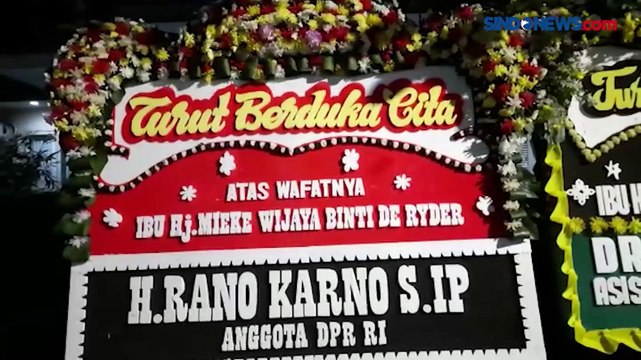 SINDONEWS.com
Turut Berduka Cita
ATAS WAFATNYA
IBU Hj.MIEKE WIJAYA BINTI DE RYDER
H.RANO KARNO S.IP
ANGGOTA DPR RI
Tur
IBU H
DR
ASIS